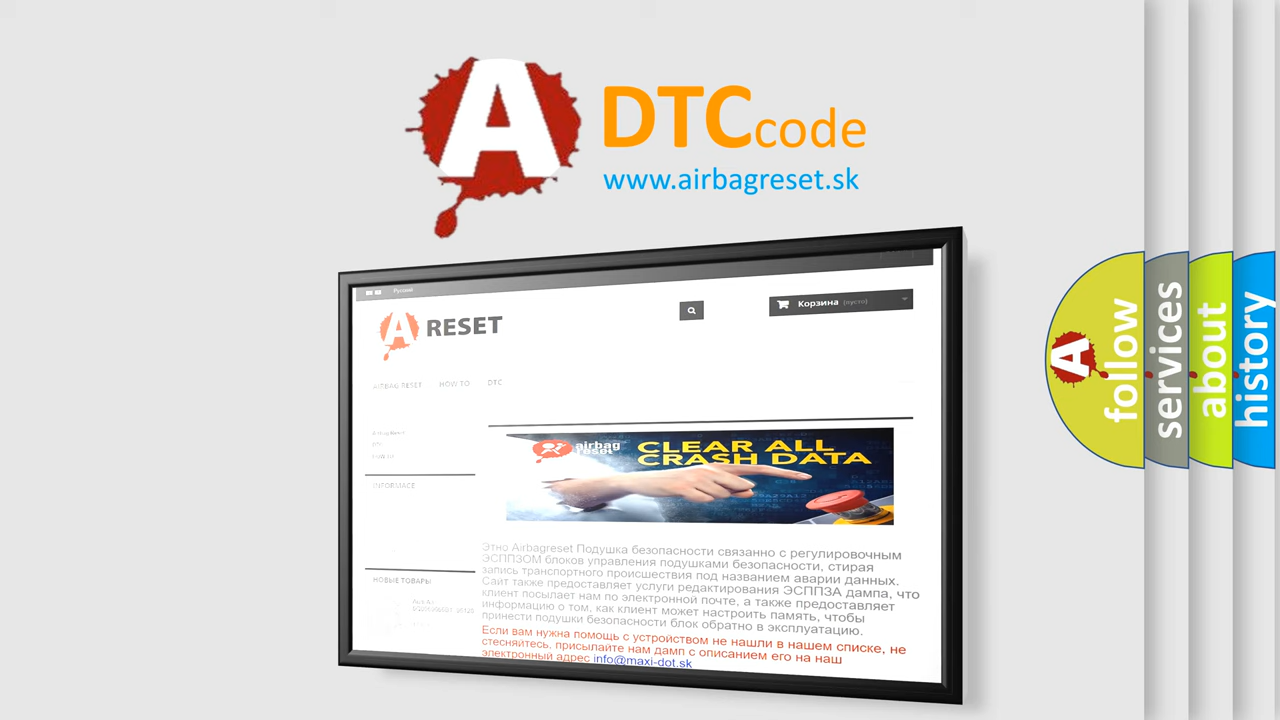 A
DTCcode
www.airbagreset.sk
Русский
A RESET
Корзина (пусто)
AIRBAG RESET HOW TO DTC
INFORMACE
airbag
reset
CLEAR ALL
CRASH DATA
Этно Airbagreset Подушка безопасности связанно с регулировочным
ЭСППЗОМ блоков управления подушками безопасности, стирая
запись транспортного происшествия под названием аварии данных.
Сайт также предоставляет услуги редактирования ЭСППЗА дампа, что
клиент посылает нам по электронной почте, а также предоставляет
информацию о том, как клиент может настроить память, чтобы
принести подушки безопасности блок обратно в эксплуатацию.
Если вам нужна помощь с устройством не нашли в нашем списке, не
стесняйтесь, присылайте нам дамп с описанием его на наш
электронный адрес info@maxi-dot.sk
НОВЫЕ ТОВАРЫ
A
follow
services
about
history